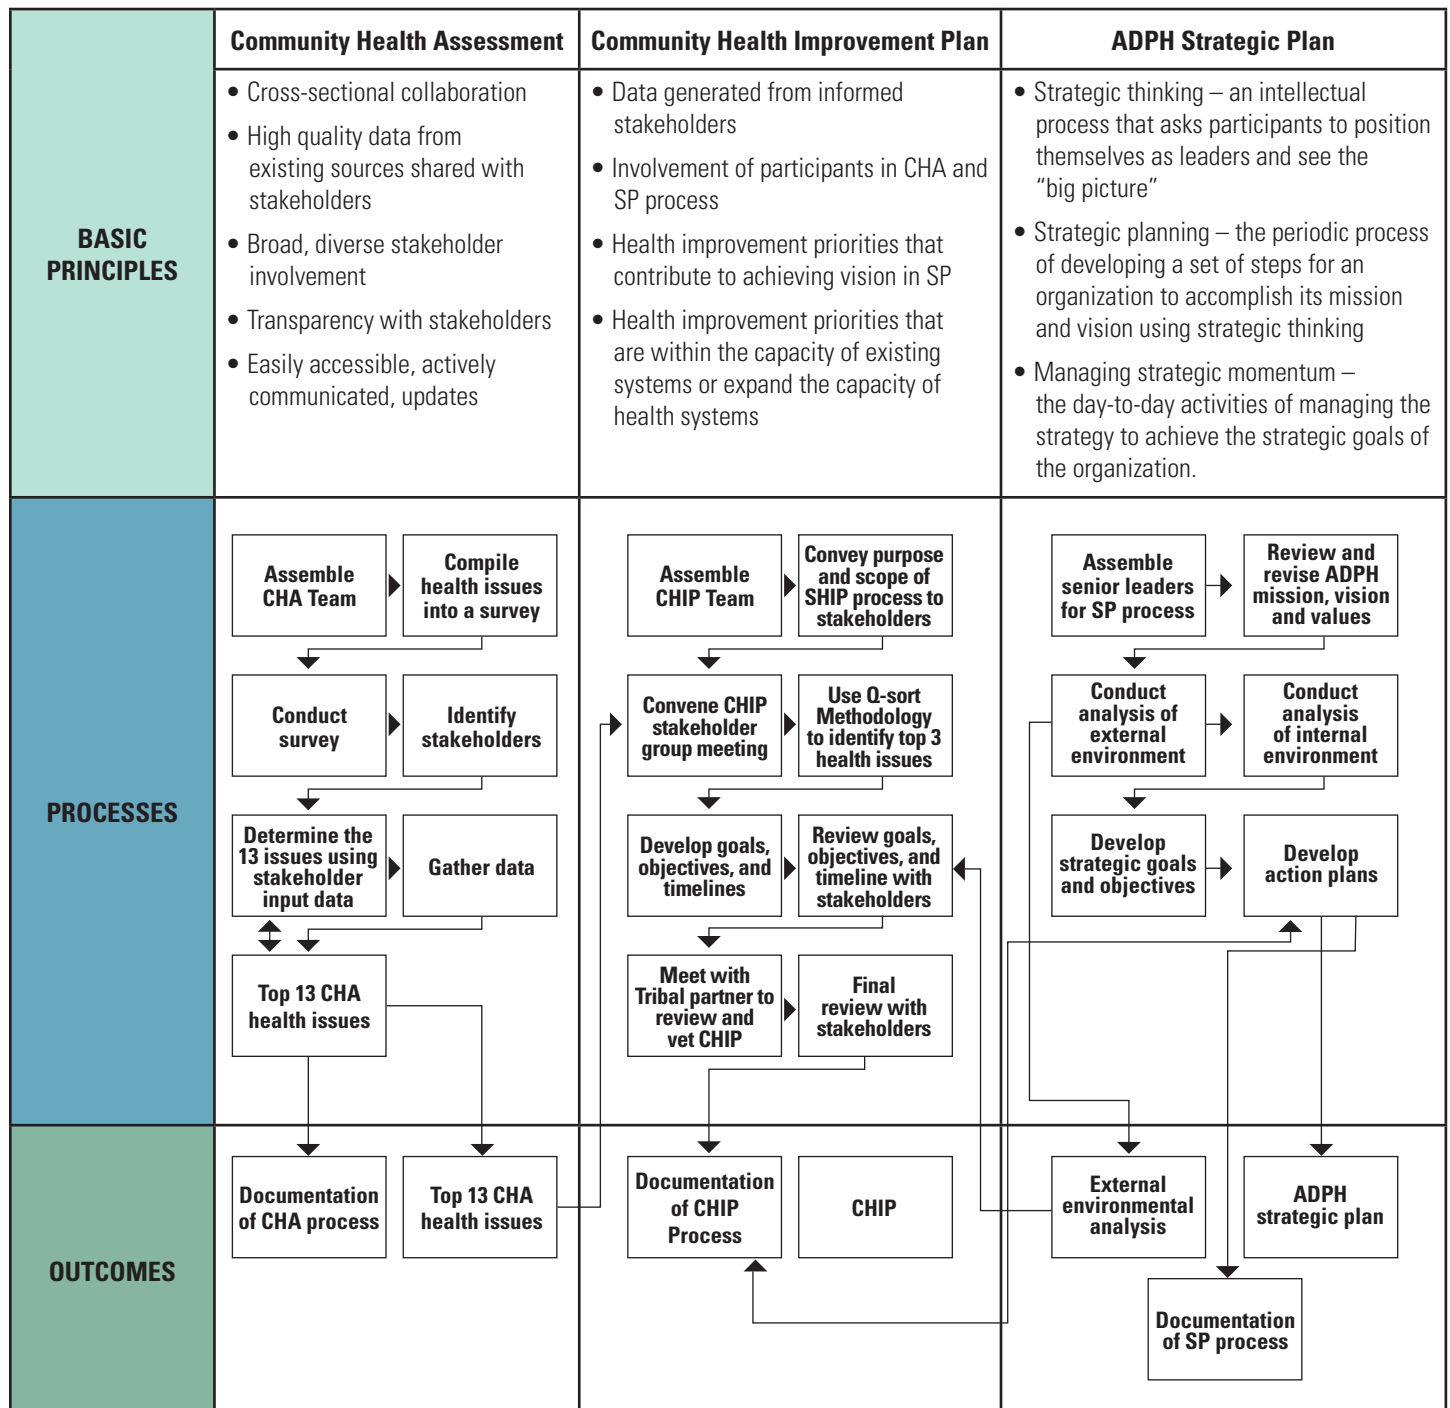 Community Health Assessment
Community Health Improvement Plan
ADPH Strategic Plan
BASIC
PRINCIPLES
• Cross-sectional collaboration
• High quality data from
existing sources shared with
stakeholders
• Broad, diverse stakeholder
involvement
• Transparency with stakeholders
• Easily accessible, actively
communicated, updates
• Data generated from informed
stakeholders
• Involvement of participants in CHA and
SP process
• Health improvement priorities that
contribute to achieving vision in SP
• Health improvement priorities that
are within the capacity of existing
systems or expand the capacity of
health systems
• Strategic thinking – an intellectual
process that asks participants to position
themselves as leaders and see the
“big picture”
• Strategic planning – the periodic process
of developing a set of steps for an
organization to accomplish its mission
and vision using strategic thinking
• Managing strategic momentum –
the day-to-day activities of managing the
strategy to achieve the strategic goals of
the organization.
PROCESSES
Assemble
CHA Team
Compile
health issues
into a survey
Conduct
survey
Identify
stakeholders
Determine the
13 issues using
stakeholder
input data
Gather data
Top 13 CHA
health issues
Assemble
CHIP Team
Convey purpose
and scope of
SHIP process to
stakeholders
Convene CHIP
stakeholder
group meeting
Use Q-sort
Methodology
to identify top 3
health issues
Develop goals,
objectives, and
timelines
Review goals,
objectives, and
timeline with
stakeholders
Meet with
Tribal partner to
review and
vet CHIP
Final
review with
stakeholders
Assemble
senior leaders
for SP process
Review and
revise ADPH
mission, vision
and values
Conduct
analysis of
external
environment
Conduct
analysis
of internal
environment
Develop
strategic goals
and objectives
Develop
action plans
OUTCOMES
Documentation
of CHA process
Top 13 CHA
health issues
Documentation
of CHIP
Process
CHIP
External
environmental
analysis
ADPH
strategic plan
Documentation
of SP process